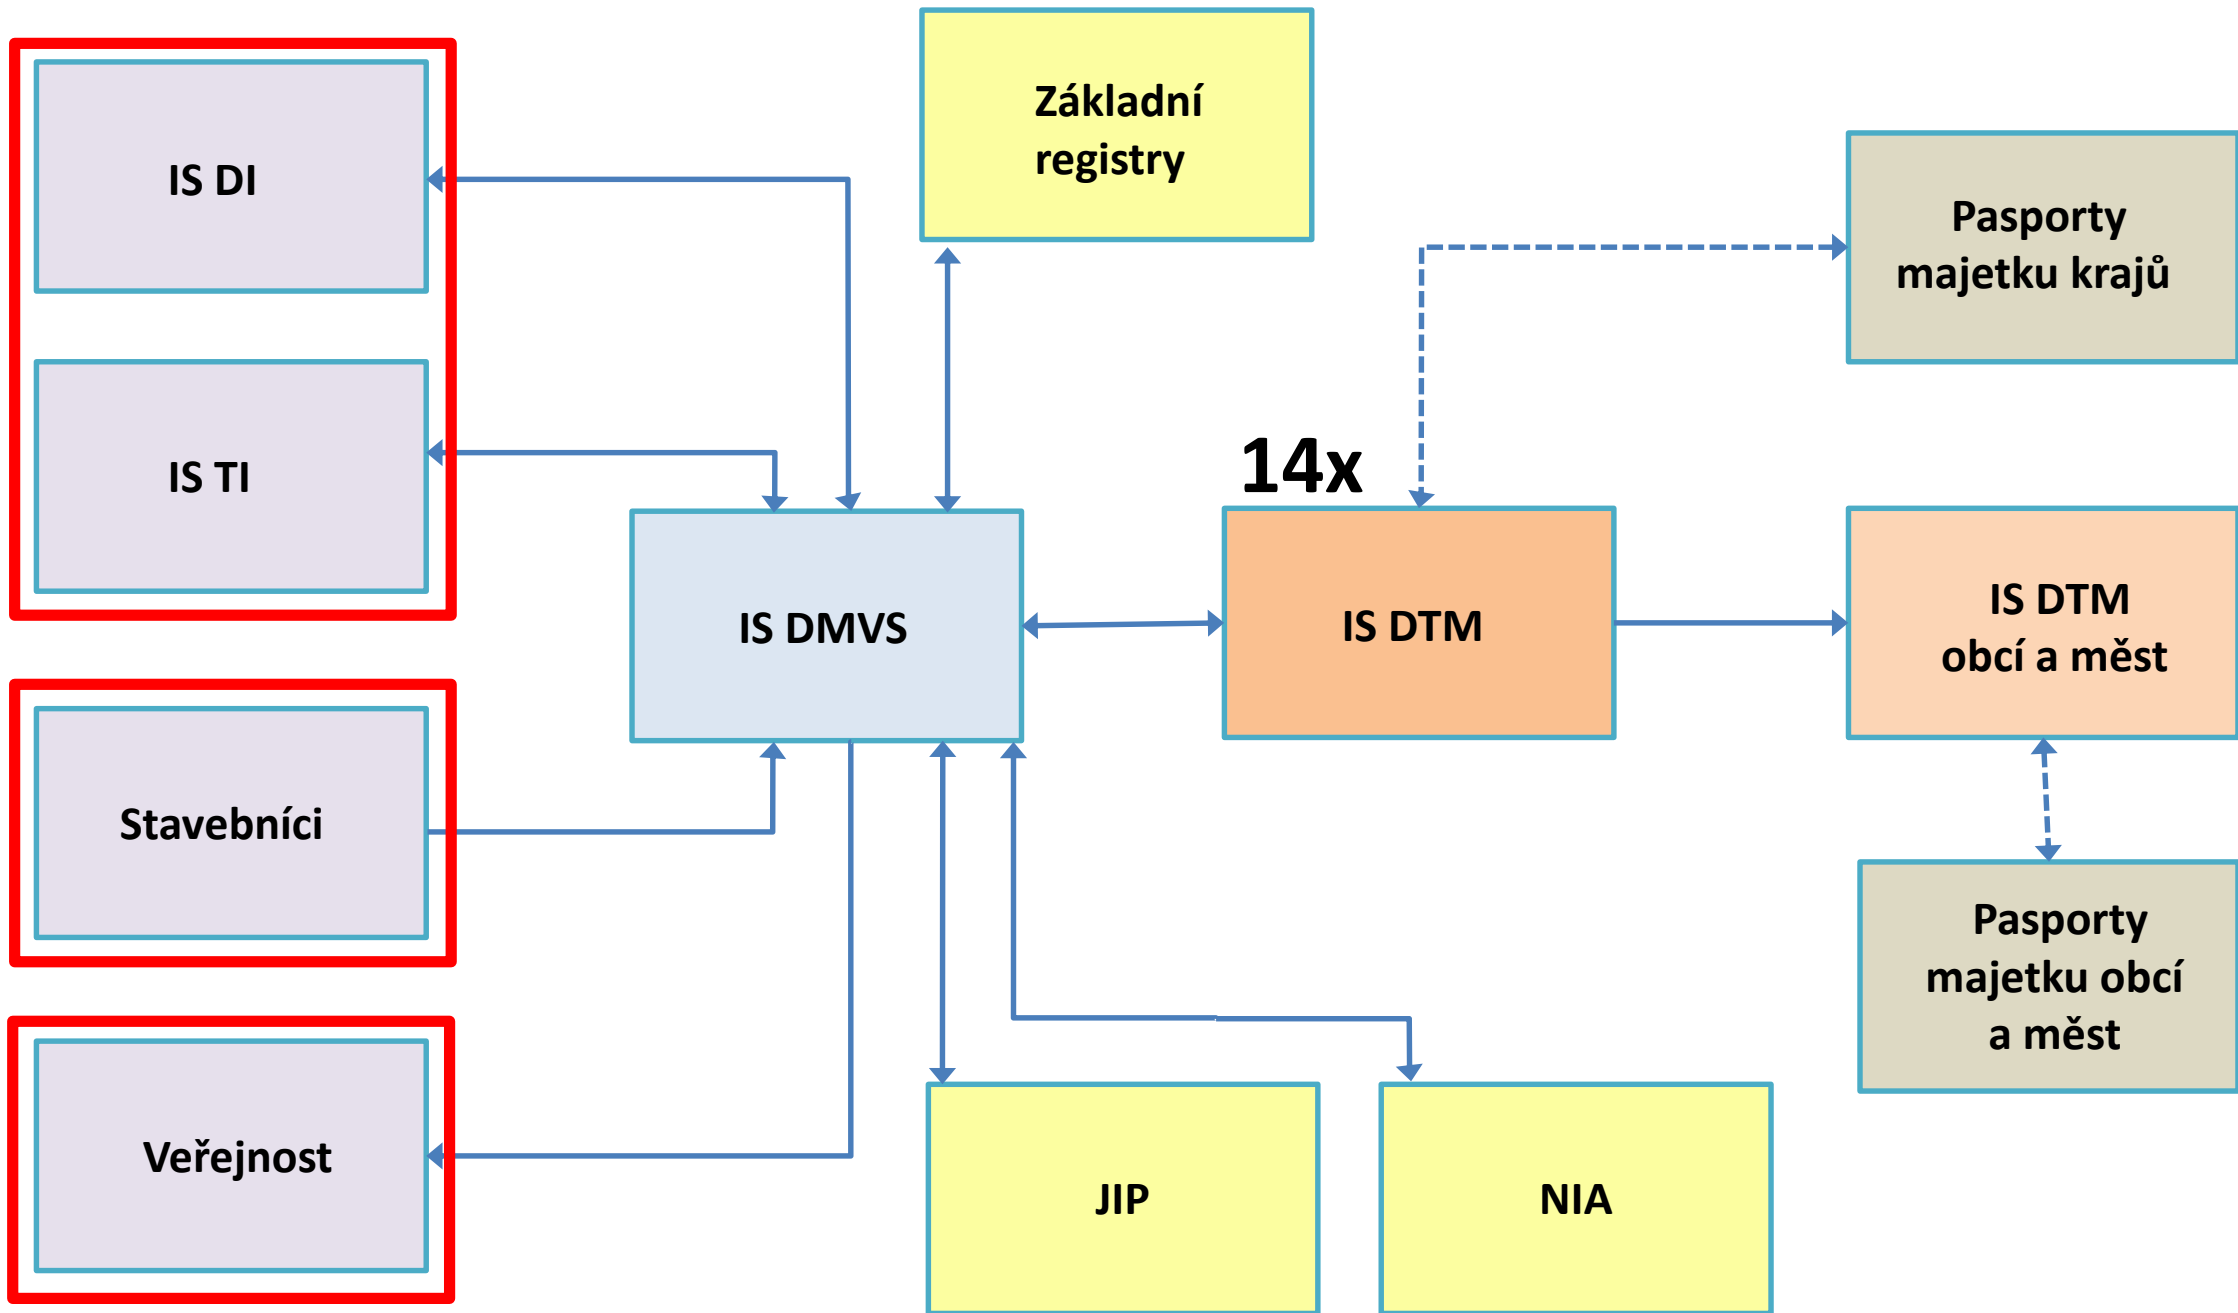 IS DI
Základní
registry
Pasporty
majetku krajů
IS TI
14x
IS DMVS
IS DTM
IS DTM
obcí a měst
Stavebníci
Pasporty
majetku obcí
a měst
Veřejnost
JIP
NIA